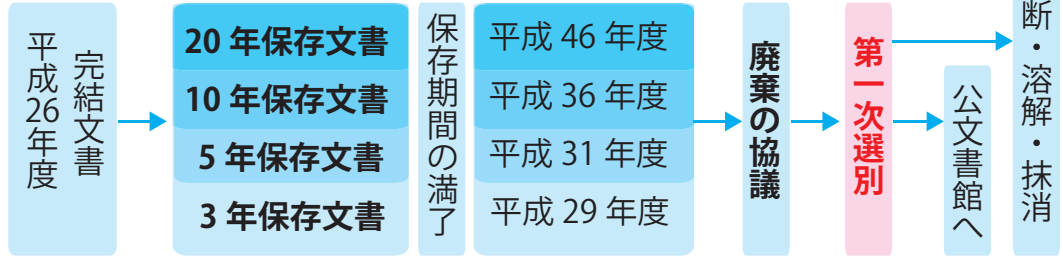 平成26年度
完結文書
20 年保存文書
10 年保存文書
5 年保存文書
3 年保存文書
保存期間の満了
平成 46 年度
平成 36 年度
平成 31 年度
平成 29 年度
廃棄の協議
第一次選別
公文書館へ
断・溶解・抹消